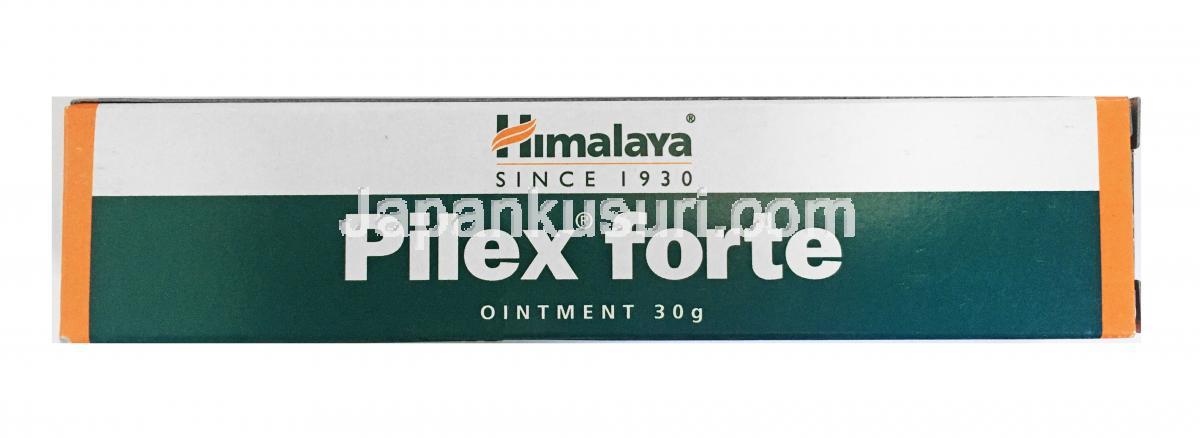 Himalaya®
SINCE 1930
Japankusuri.com
Pilex® forte
OINTMENT 30g